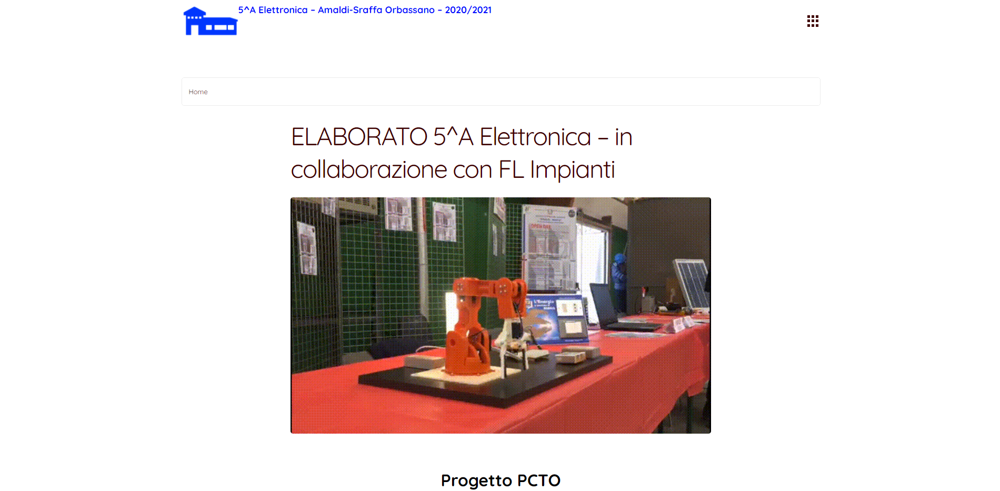 5^A Elettronica – Amaldi-Sraffa Orbassano – 2020/2021
Home
ELABORATO 5^A Elettronica – in
collaborazione con FL Impianti
OPEN DAY
L'Energia
Progetto PCTO